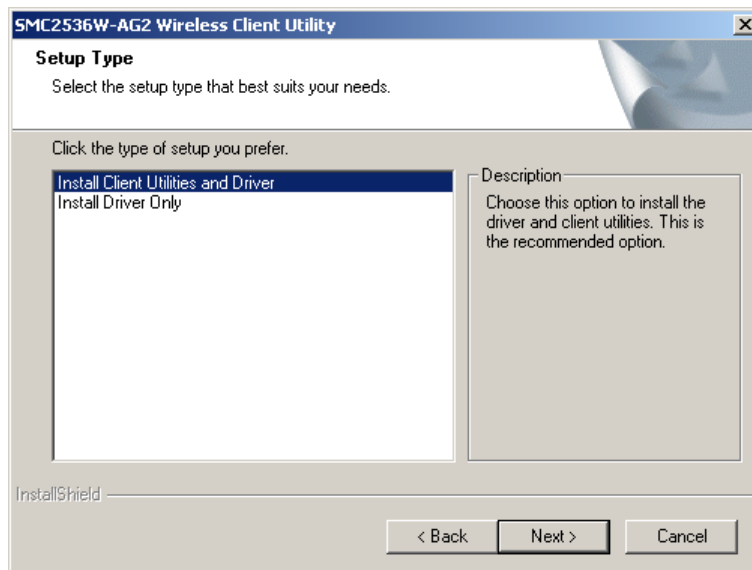 SMC2536W-AG2 Wireless Client Utility
Setup Type
Select the setup type that best suits your needs.
Click the type of setup you prefer.
Install Client Utilities and Driver
Install Driver Only
Description
Choose this option to install the
driver and client utilities. This is
the recommended option.
InstallShield
< Back
Next >
Cancel